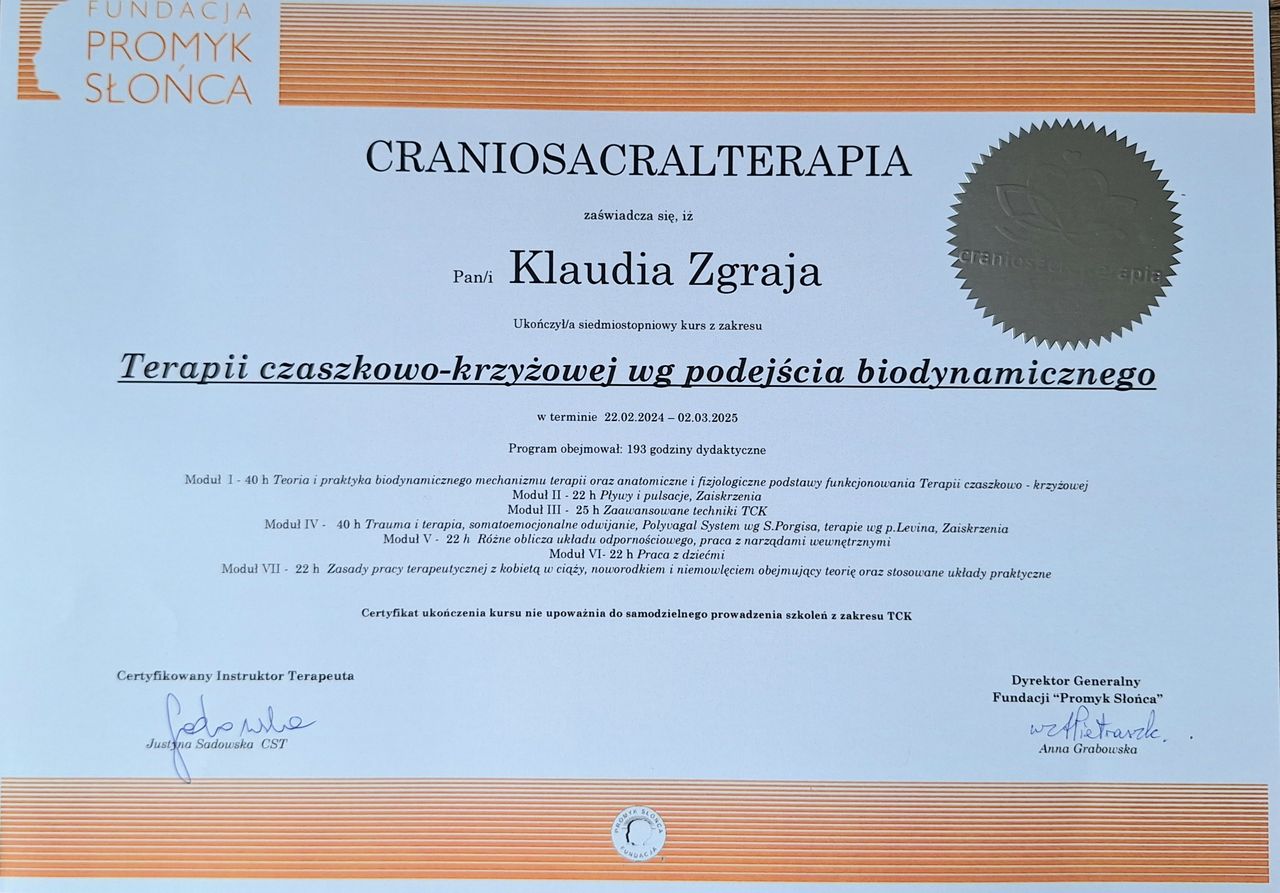 FUNDACJA
PROMYK
SŁOŃCA
CRANIOSACRALTERAPIA
zaświadcza się, iż
Pan/i Klaudia Zgraja
Ukończył/a siedmiostopniowy kurs z zakresu
Terapii czaszkowo-krzyżowej wg podejścia biodynamicznego
w terminie 22.02.2024 – 02.03.2025
Program obejmował: 193 godziny dydaktyczne
Moduł I - 40 h Teoria i praktyka biodynamicznego mechanizmu terapii oraz anatomiczne i fizjologiczne podstawy funkcjonowania Terapii czaszkowo - krzyżowej
Moduł II - 22 h Pływy i pulsacje, Zaiskrzenia
Moduł III - 25 h Zaawansowane techniki TCK
Moduł IV - 40 h Trauma i terapia, somatoemocjonalne odwijanie, Polyvagal System wg S.Porgisa, terapie wg p.Levina, Zaiskrzenia
Moduł V - 22 h Różne oblicza układu odpornościowego, praca z narządami wewnętrznymi
Moduł VI- 22 h Praca z dziećmi
Moduł VII - 22 h Zasady pracy terapeutycznej z kobietą w ciąży, noworodkiem i niemowlęciem obejmujący teorię oraz stosowane układy praktyczne
Certyfikat ukończenia kursu nie upoważnia do samodzielnego prowadzenia szkoleń z zakresu TCK
Certyfikowany Instruktor Terapeuta
Sadowska
Justyna Sadowska CST
Dyrektor Generalny
Fundacji “Promyk Słońca”
wz APietraszk.
Anna Grabowska
PROMYK SŁOŃCA
FUNDACJA